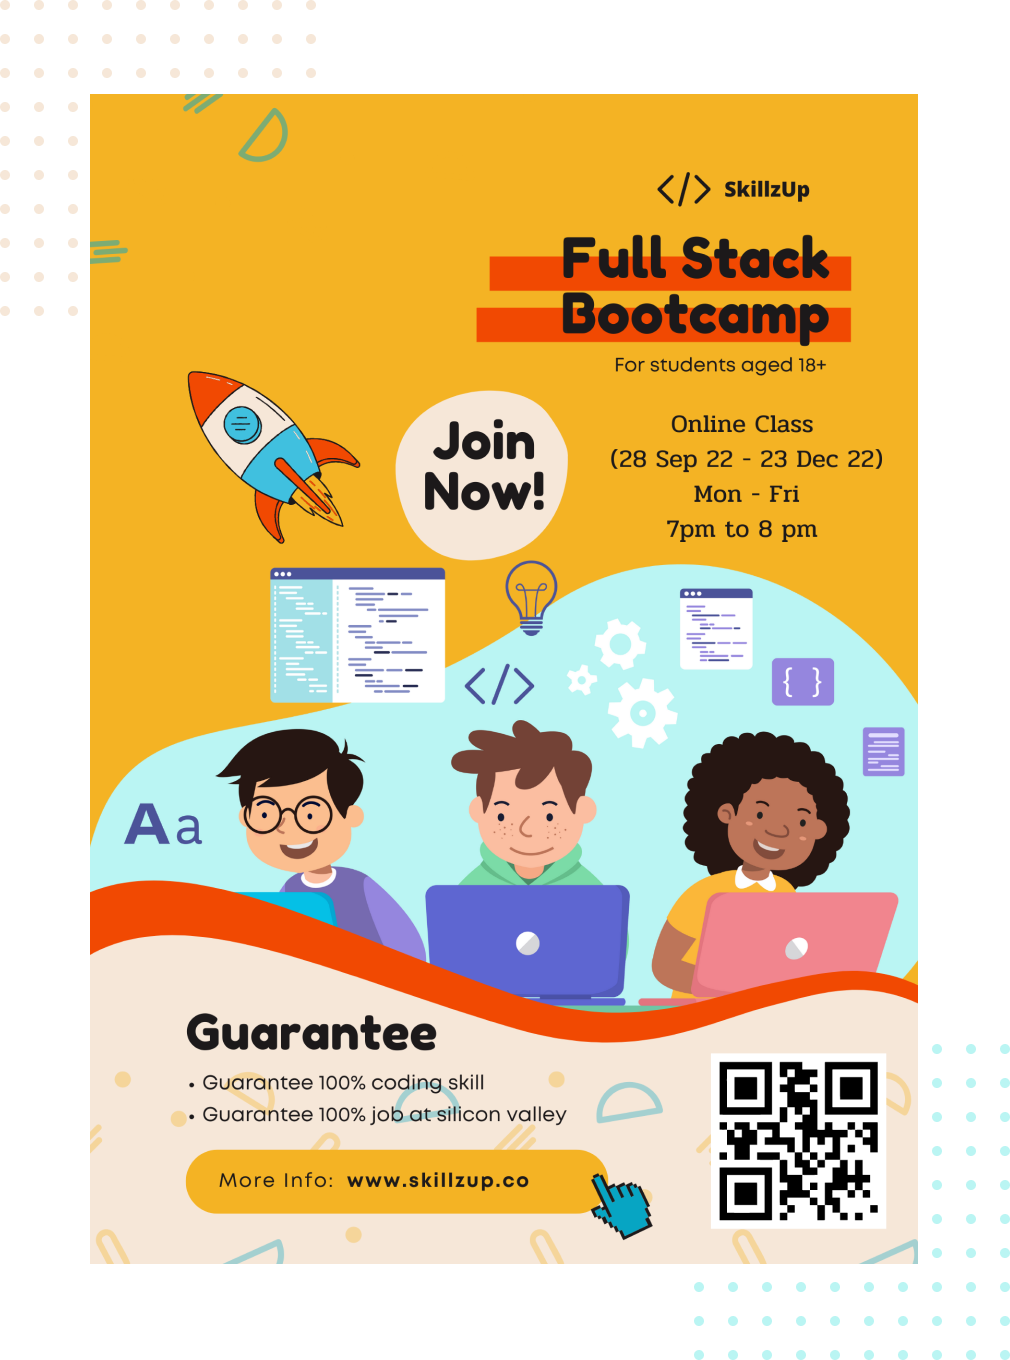 </> SkillzUp
Full Stack
Bootcamp
For students aged 18+
Online Class
(28 Sep 22 - 23 Dec 22)
Mon - Fri
7pm to 8 pm
Join
Now!
</>
{ }
Aa
Guarantee
• Guarantee 100% coding skill
• Guarantee 100% job at silicon valley
More Info: www.skillzup.co